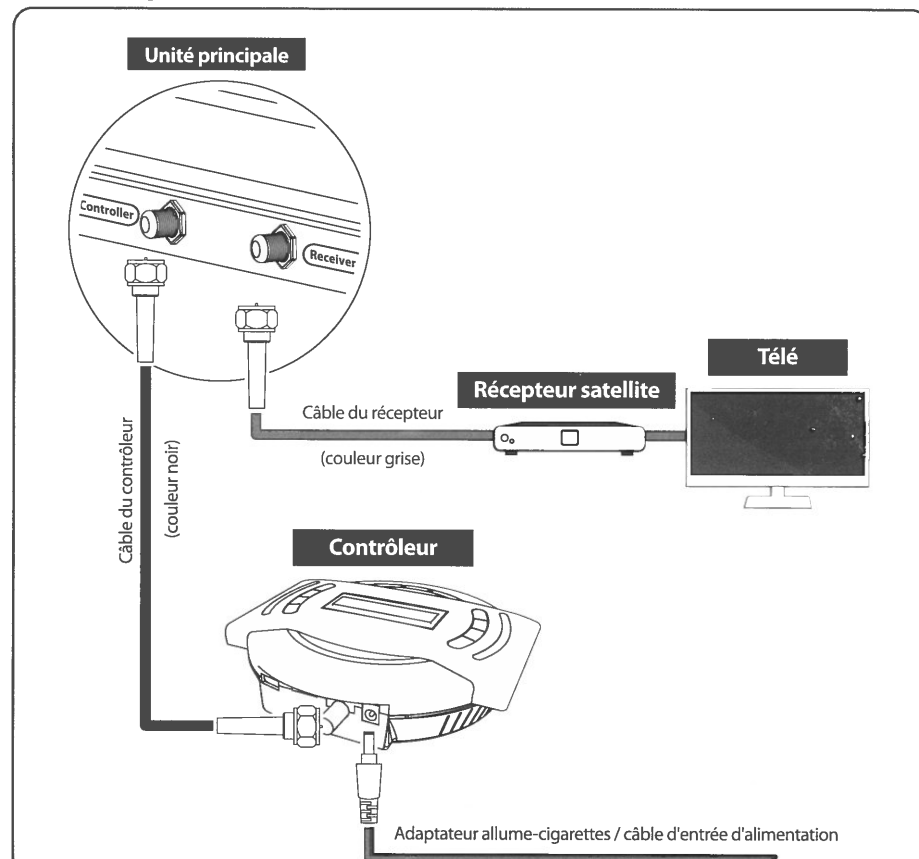 Unité principale
Controller
Receiver
Télé
Récepteur satellite
Câble du récepteur
(couleur grise)
Câble du contrôleur
(couleur noir)
Contrôleur
Adaptateur allume-cigarettes / câble d'entrée d'alimentation